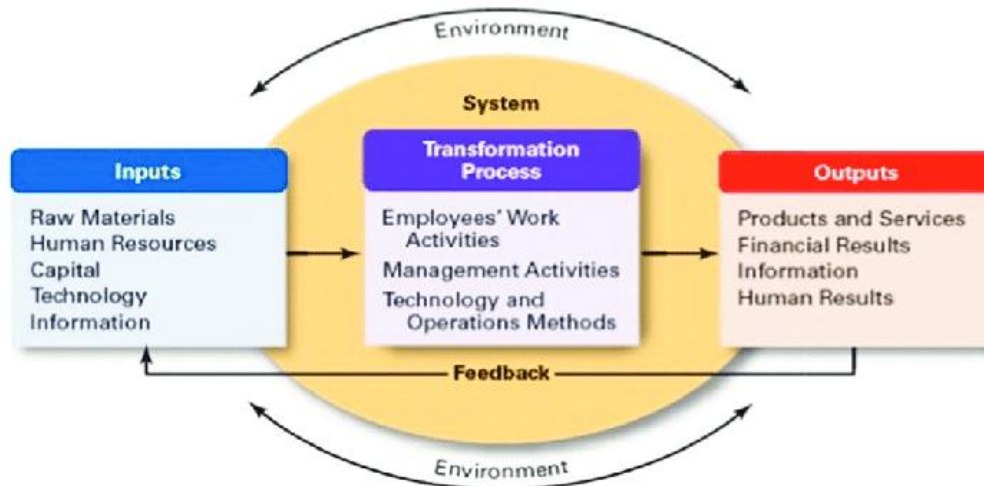 Environment
System
Inputs
Raw Materials
Human Resources
Capital
Technology
Information
Transformation
Process
Employees' Work
Activities
Management Activities
Technology and
Operations Methods
Outputs
Products and Services
Financial Results
Information
Human Results
Feedback
Environment